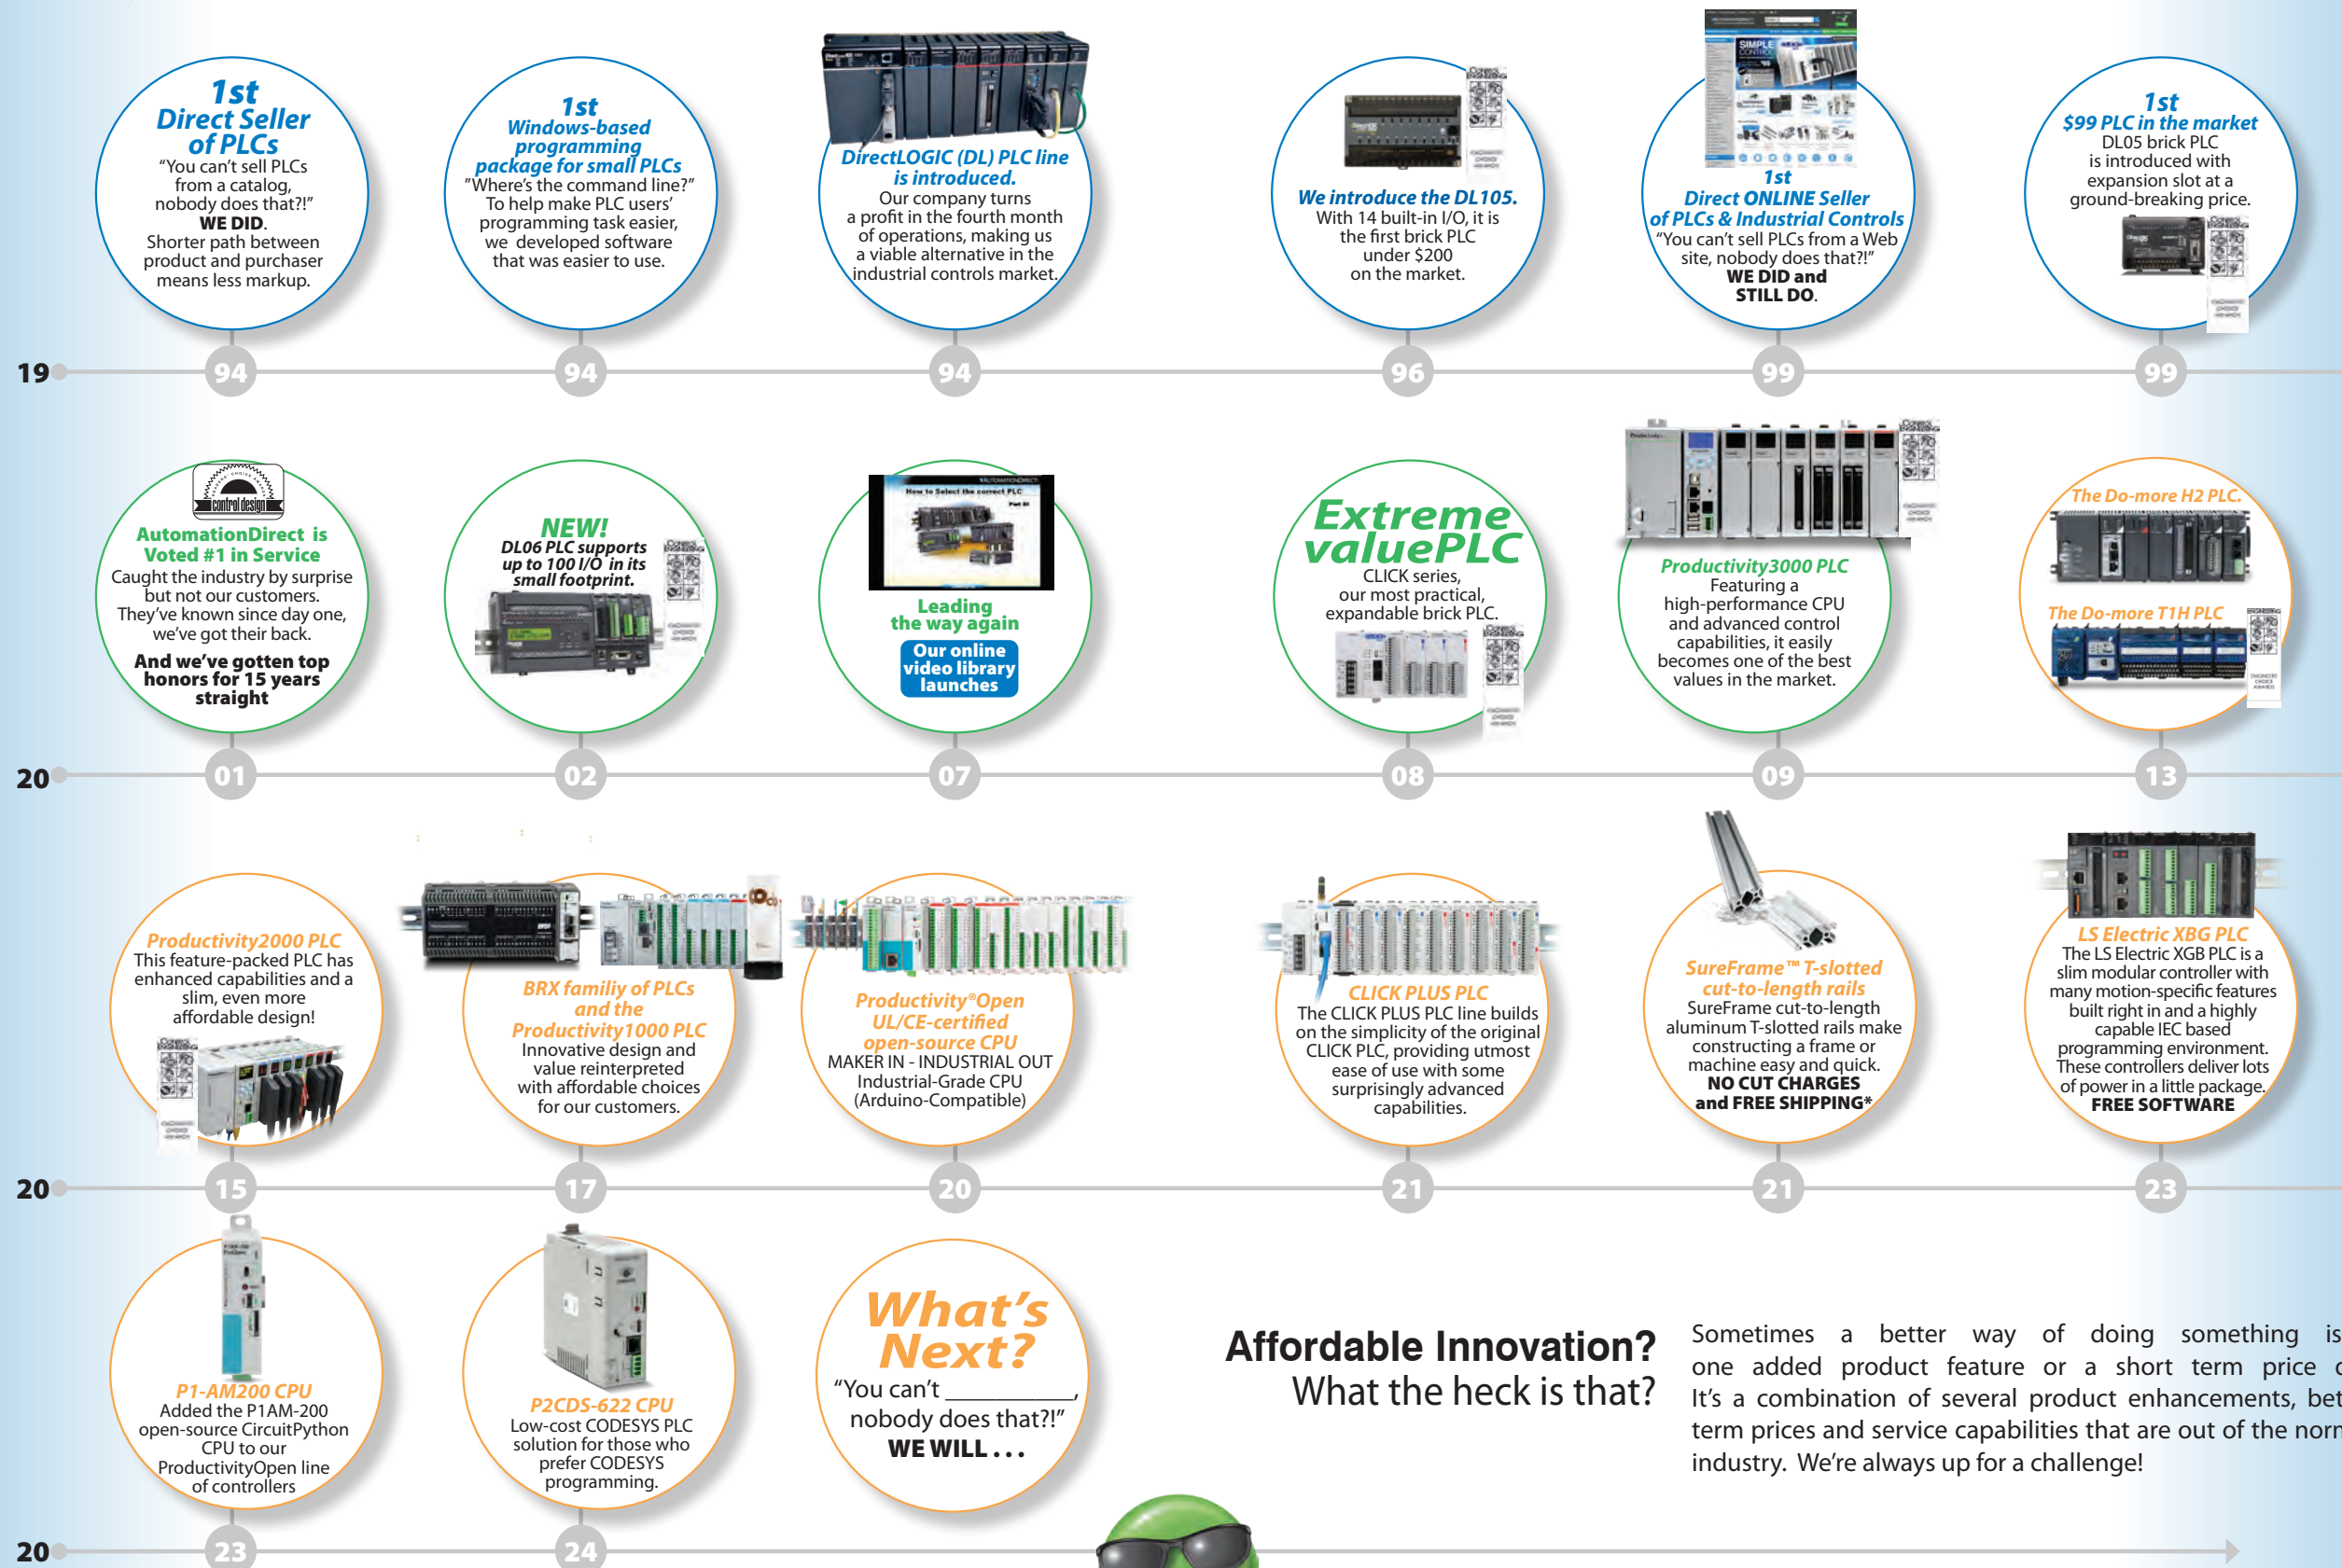 1st
Direct Seller
of PLCs
“You can’t sell PLCs
from a catalog,
nobody does that?!”
WE DID.
Shorter path between
product and purchaser
means less markup.
1st
Windows-based
programming
package for small PLCs
”Where’s the command line?”
To help make PLC users’
programming task easier,
we developed software
that was easier to use.
DirectLOGIC (DL) PLC line
is introduced.
Our company turns
a profit in the fourth month
of operations, making us
a viable alternative in the
industrial controls market.
We introduce the DL105.
With 14 built-in I/O, it is
the first brick PLC
under $200
on the market.
SIMPLE
1st
Direct ONLINE Seller
of PLCs & Industrial Controls
“You can’t sell PLCs from a Web
site, nobody does that?!”
WE DID and
STILL DO.
1st
$99 PLC in the market
DL05 brick PLC
is introduced with
expansion slot at a
ground-breaking price.
19
94
94
94
96
99
99
control design
AutomationDirect is
Voted #1 in Service
Caught the industry by surprise
but not our customers.
They’ve known since day one,
we’ve got their back.
And we’ve gotten top
honors for 15 years
straight
NEW!
DL06 PLC supports
up to 100 I/O in its
small footprint.
AUTOMATIONDIRECT
How to Select the correct PLC
Leading
the way again
Our online
video library
launches
Extreme
valuePLC
CLICK series,
our most practical,
expandable brick PLC.
Productivity3000 PLC
Featuring a
high-performance CPU
and advanced control
capabilities, it easily
becomes one of the best
values in the market.
The Do-more H2 PLC.
The Do-more T1H PLC
ENGINEERS'
CHOICE
AWARDS
20
01
02
07
08
09
13
Productivity2000 PLC
This feature-packed PLC has
enhanced capabilities and a
slim, even more
affordable design!
BRX familiy of PLCs
and the
Productivity1000 PLC
Innovative design and
value reinterpreted
with affordable choices
for our customers.
Productivity®Open
UL/CE-certified
open-source CPU
MAKER IN - INDUSTRIAL OUT
Industrial-Grade CPU
(Arduino-Compatible)
CLICK PLUS PLC
The CLICK PLUS PLC line builds
on the simplicity of the original
CLICK PLC, providing utmost
ease of use with some
surprisingly advanced
capabilities.
SureFrame™ T-slotted
cut-to-length rails
SureFrame cut-to-length
aluminum T-slotted rails make
constructing a frame or
machine easy and quick.
NO CUT CHARGES
and FREE SHIPPING*
LS Electric XBG PLC
The LS Electric XGB PLC is a
slim modular controller with
many motion-specific features
built right in and a highly
capable IEC based
programming environment.
These controllers deliver lots
of power in a little package.
FREE SOFTWARE
20
15
17
20
21
21
23
P1-AM200 CPU
Added the P1AM-200
open-source CircuitPython
CPU to our
ProductivityOpen line
of controllers
P2CDS-622 CPU
Low-cost CODESYS PLC
solution for those who
prefer CODESYS
programming.
What’s
Next?
“You can’t ____________,
nobody does that?!”
WE WILL . . .
Affordable Innovation?
What the heck is that?
Sometimes a better way of doing something is
one added product feature or a short term price
It’s a combination of several product enhancements,
term prices and service capabilities that are out of the
industry. We’re always up for a challenge!
20
23
24